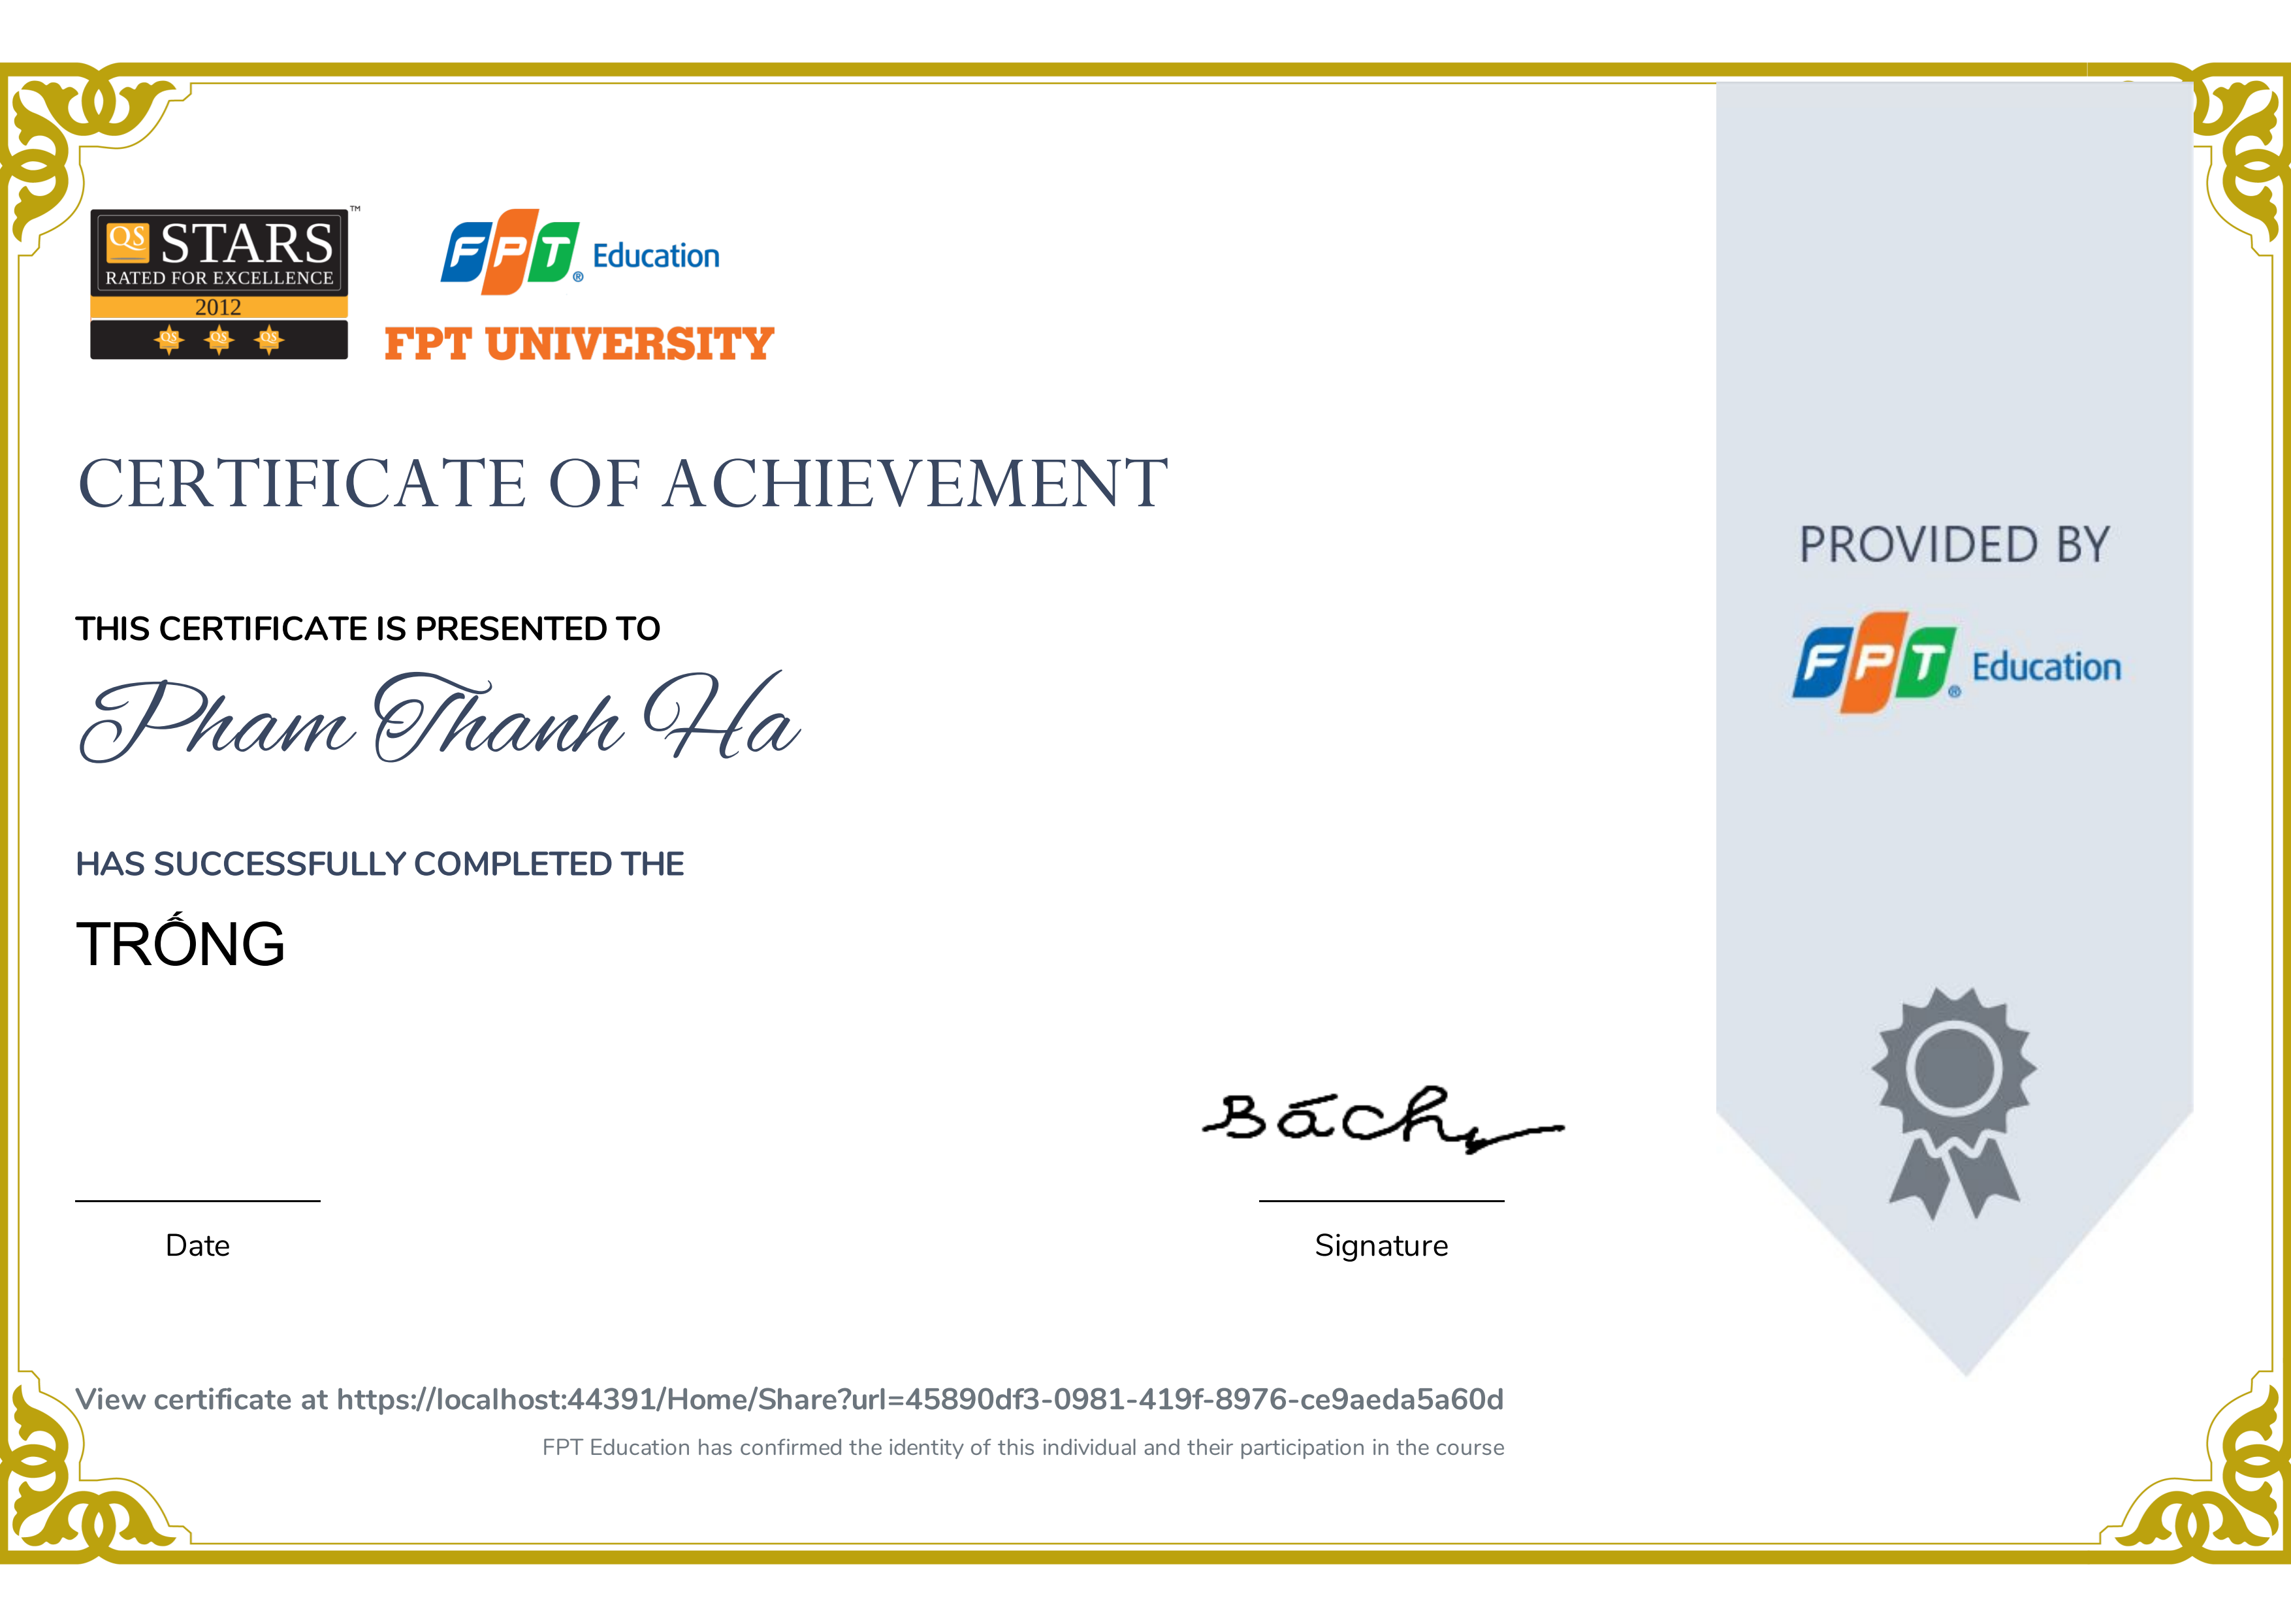 QS STARS™
RATED FOR EXCELLENCE
2012
QS QS QS
FPT® Education
FPT UNIVERSITY
CERTIFICATE OF ACHIEVEMENT
THIS CERTIFICATE IS PRESENTED TO
Pham Thanh Ha
HAS SUCCESSFULLY COMPLETED THE
TRỐNG
Bách
Date
Signature
View certificate at https://localhost:44391/Home/Share?url=45890df3-0981-419f-8976-ce9aeda5a60d
FPT Education has confirmed the identity of this individual and their participation in the course
PROVIDED BY
FPT® Education